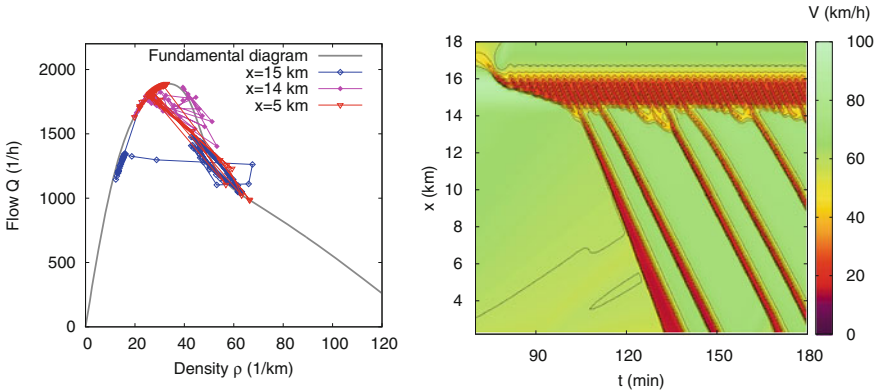 Fundamental diagram
x=15 km
x=14 km
x=5 km
2000
1500
1000
500
0
Flow Q (1/h)
0 20 40 60 80 100 120
Density ρ (1/km)
18
16
14
12
10
8
6
4
x (km)
90 120 150 180
t (min)
V (km/h)
100
80
60
40
20
0